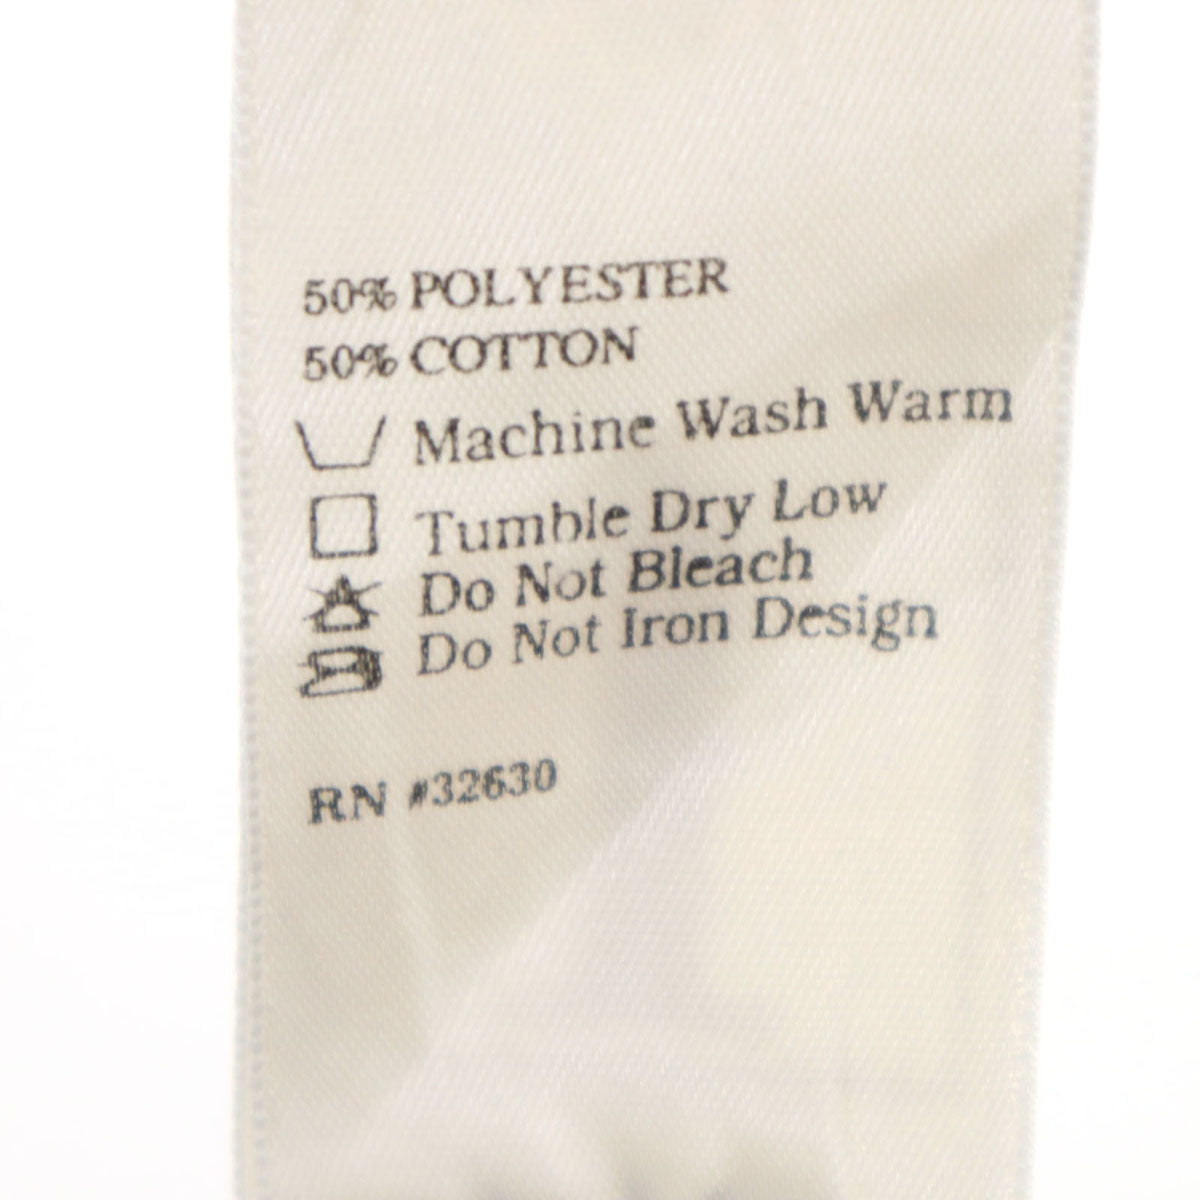 50% POLYESTER
50% COTTON
Machine Wash Warm
Tumble Dry Low
Do Not Bleach
Do Not Iron Design
RN #32630